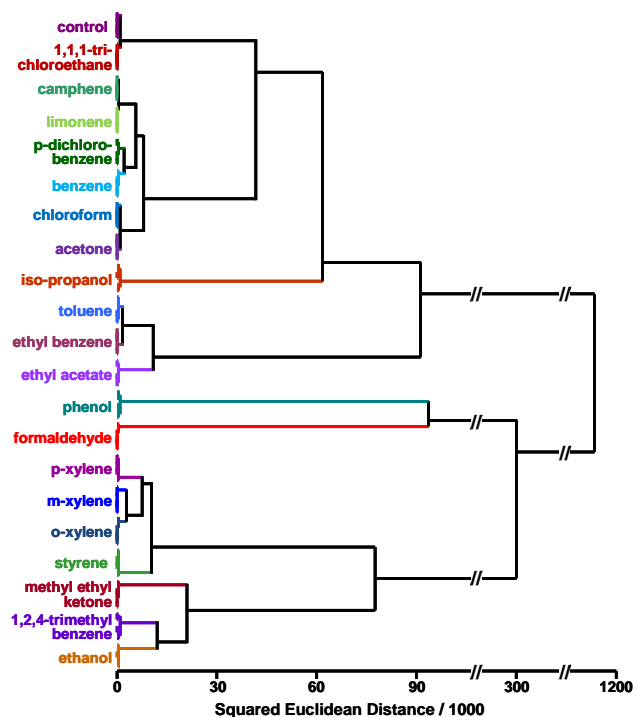 control
1,1,1-tri-
chloroethane
camphene
limonene
p-dichloro-
benzene
benzene
chloroform
acetone
iso-propanol
toluene
ethyl benzene
ethyl acetate
phenol
formaldehyde
p-xylene
m-xylene
o-xylene
styrene
methyl ethyl
ketone
1,2,4-trimethyl
benzene
ethanol
0 30 60 90 300 1200
Squared Euclidean Distance / 1000